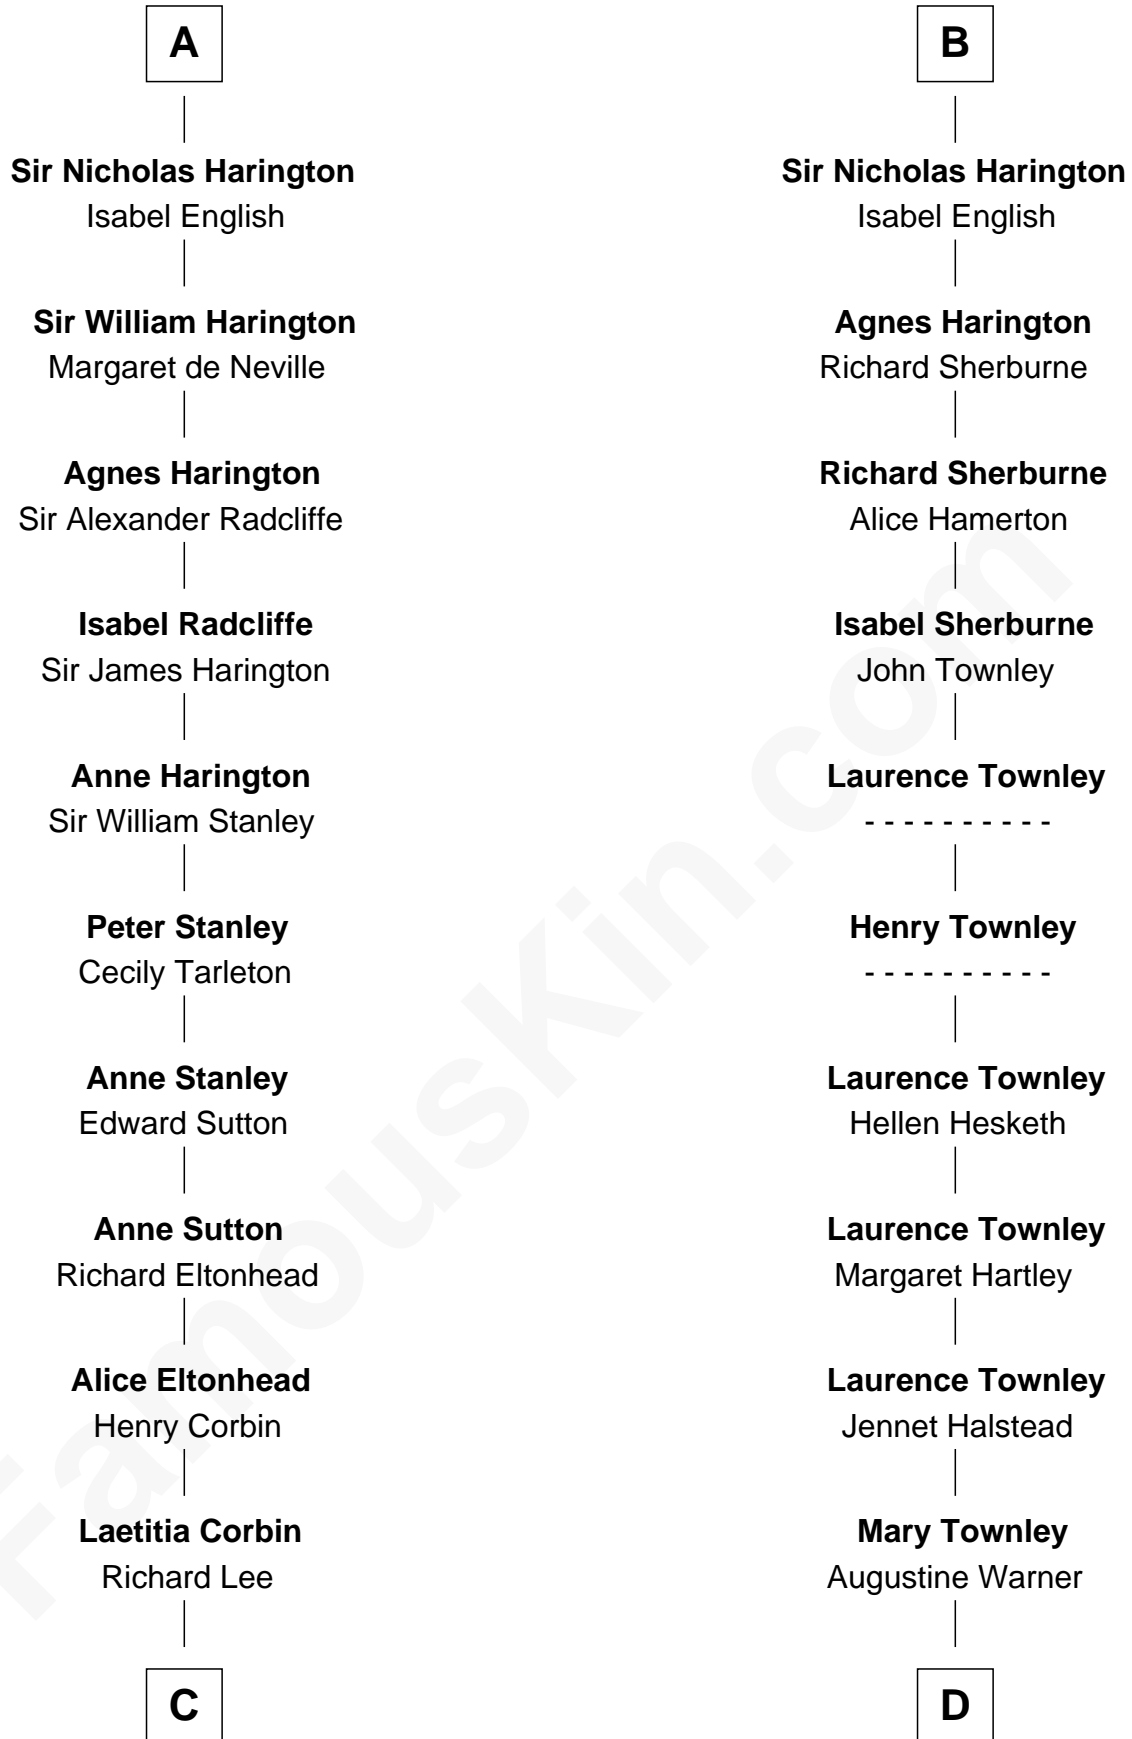 A
Sir Nicholas Harington
Isabel English
Sir William Harington
Margaret de Neville
Agnes Harington
Sir Alexander Radcliffe
Isabel Radcliffe
Sir James Harington
Anne Harington
Sir William Stanley
Peter Stanley
Cecily Tarleton
Anne Stanley
Edward Sutton
Anne Sutton
Richard Eltonhead
Alice Eltonhead
Henry Corbin
Laetitia Corbin
Richard Lee
C
B
Sir Nicholas Harington
Isabel English
Agnes Harington
Richard Sherburne
Richard Sherburne
Alice Hamerton
Isabel Sherburne
John Townley
Laurence Townley
- - - - - - - - - -
Henry Townley
- - - - - - - - - -
Laurence Townley
Hellen Hesketh
Laurence Townley
Margaret Hartley
Laurence Townley
Jennet Halstead
Mary Townley
Augustine Warner
D
FamousKin.com